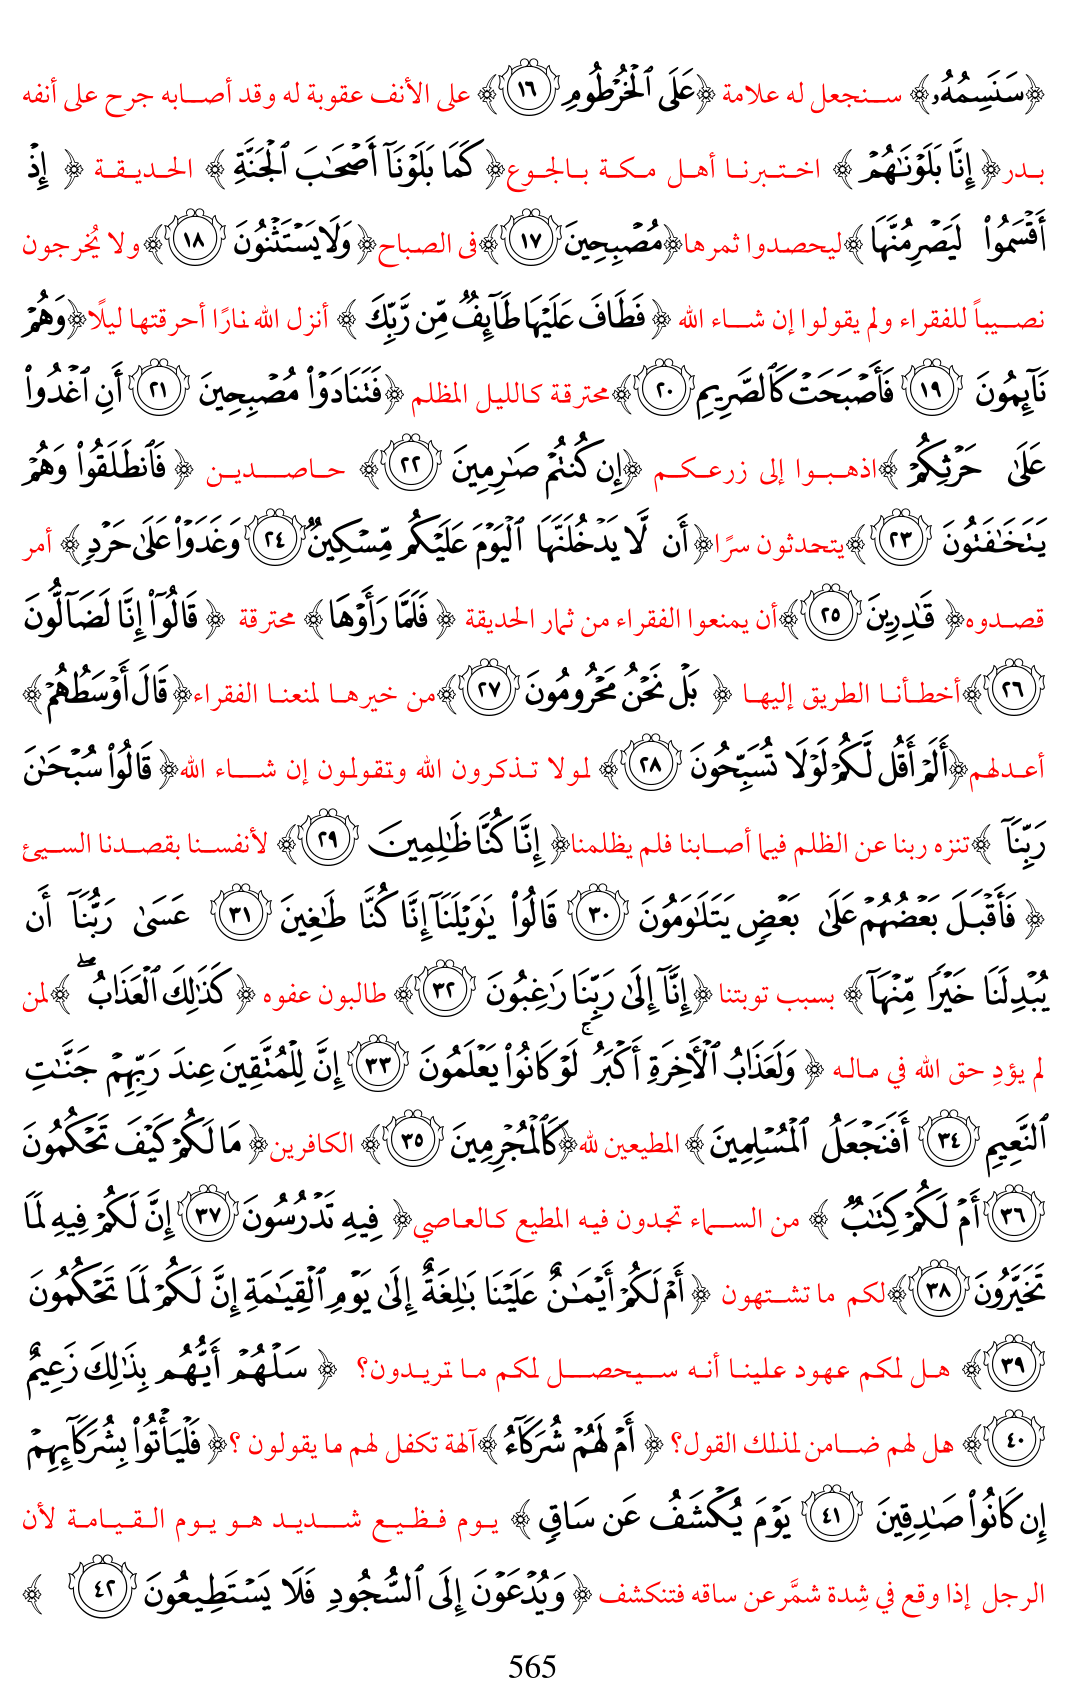 ﴿سَنَسِمُهُۥ﴾ سنجعل له علامة ﴿عَلَى ٱلْخُرْطُومِ ١٦﴾ على الأنف عقوبة له وقد أصابه جرح على أنفه
بدر﴿ إِنَّا بَلَوْنَٰهُمْ ﴾ اختبرنا أهل مكة بالجوع﴿كَمَا بَلَوْنَآ أَصْحَٰبَ ٱلْجَنَّةِ ﴾ الحديقة ﴿ إِذْ
أَقْسَمُوا۟ لَيَصْرِمُنَّهَا ﴾ليحصدوا ثمرها﴿مُصْبِحِينَ ١٧﴾فى الصباح﴿ وَلَا يَسْتَثْنُونَ ١٨﴾ولا يُخرجون
نصيباً للفقراء ولم يقولوا إن شاء الله ﴿ فَطَافَ عَلَيْهَا طَآئِفٌ مِّن رَّبِّكَ ﴾ أنزل الله نارًا أحرقتها ليلًا﴿وَهُمْ
نَآئِمُونَ ١٩ فَأَصْبَحَتْ كَٱلصَّرِيمِ ٢٠﴾محترقة كالليل المظلم ﴿فَتَنَادَوْا۟ مُصْبِحِينَ ٢١ أَنِ ٱغْدُوا۟
عَلَىٰ حَرْثِكُمْ ﴾اذهبوا إلى زرعكم ﴿إِن كُنتُمْ صَٰرِمِينَ ٢٢﴾ حاصدين ﴿ فَٱنطَلَقُوا۟ وَهُمْ
يَتَخَٰفَتُونَ ٢٣﴾يتحدثون سرًا﴿أَن لَّا يَدْخُلَنَّهَا ٱلْيَوْمَ عَلَيْكُم مِّسْكِينٌ ٢٤ وَغَدَوْا۟ عَلَىٰ حَرْدٍ﴾ أمر
قصدوه﴿ قَٰدِرِينَ ٢٥﴾أن يمنعوا الفقراء من ثمار الحديقة ﴿ فَلَمَّا رَأَوْهَا﴾ محترقة ﴿ قَالُوٓا۟ إِنَّا لَضَآلُّونَ
٢٦﴾أخطأنا الطريق إليها ﴿ بَلْ نَحْنُ مَحْرُومُونَ ٢٧﴾من خيرها لمنعنا الفقراء﴿قَالَ أَوْسَطُهُمْ﴾
أعدلهم﴿أَلَمْ أَقُل لَّكُمْ لَوْلَا تُسَبِّحُونَ ٢٨﴾ لمولا تذكرون الله وتقولون إن شاء الله﴿ قَالُوا۟ سُبْحَٰنَ
رَبِّنَآ ﴾تنزه ربنا عن الظلم فيما أصابنا فلم يظلمنا﴿ إِنَّا كُنَّا ظَٰلِمِينَ ٢٩﴾ لأنفسنا بقصدنا السيئ
﴿ فَأَقْبَلَ بَعْضُهُمْ عَلَىٰ بَعْضٍ يَتَلَٰوَمُونَ ٣٠ قَالُوا۟ يَٰوَيْلَنَآ إِنَّا كُنَّا طَٰغِينَ ٣١ عَسَىٰ رَبُّنَآ أَن
يُبْدِلَنَا خَيْرًا مِّنْهَآ﴾ بسبب توبتنا ﴿إِنَّآ إِلَىٰ رَبِّنَا رَٰغِبُونَ ٣٢﴾ طالبون عفوه ﴿ كَذَٰلِكَ ٱلْعَذَابُ ۖ ﴾لمن
لم يؤدِ حق الله في ماله ﴿ وَلَعَذَابُ ٱلْءَاخِرَةِ أَكْبَرُ ۚ لَوْ كَانُوا۟ يَعْلَمُونَ ٣٣ إِنَّ لِلْمُتَّقِينَ عِندَ رَبِّهِمْ جَنَّٰتِ
ٱلنَّعِيمِ ٣٤ أَفَنَجْعَلُ ٱلْمُسْلِمِينَ ﴾ المطيعين لله﴿كَٱلْمُجْرِمِينَ ٣٥﴾ الكافرين﴿ مَا لَكُمْ كَيْفَ تَحْكُمُونَ
٣٦ أَمْ لَكُمْ كِتَٰبٌ ﴾ من السماء تجدون فيه المطيع كالعاصي﴿ فِيهِ تَدْرُسُونَ ٣٧ إِنَّ لَكُمْ فِيهِ لَمَا
تَخَيَّرُونَ ٣٨﴾لكم ما تشتهون ﴿ أَمْ لَكُمْ أَيْمَٰنٌ عَلَيْنَا بَٰلِغَةٌ إِلَىٰ يَوْمِ ٱلْقِيَٰمَةِ إِنَّ لَكُمْ لَمَا تَحْكُمُونَ
٣٩﴾ هل لكم عهود علينا أنه سيحصل لكم ما تريدون؟ ﴿ سَلْهُمْ أَيُّهُم بِذَٰلِكَ زَعِيمٌ
٤٠﴾ هل لهم ضامن لمذلك القول؟ ﴿ أَمْ لَهُمْ شُرَكَآءُ ﴾آلهة تكفل لهم ما يقولون ؟﴿ فَلْيَأْتُوا۟ بِشُرَكَآئِهِمْ
إِن كَانُوا۟ صَٰدِقِينَ ٤١ يَوْمَ يُكْشَفُ عَن سَاقٍ ﴾ يوم فظيع شديد هو يوم القيامة لأن
الرجل إذا وقع في شِدة شمَّر عن ساقه فتنكشف ﴿ وَيُدْعَوْنَ إِلَى ٱلسُّجُودِ فَلَا يَسْتَطِيعُونَ ٤٢ ﴾
565